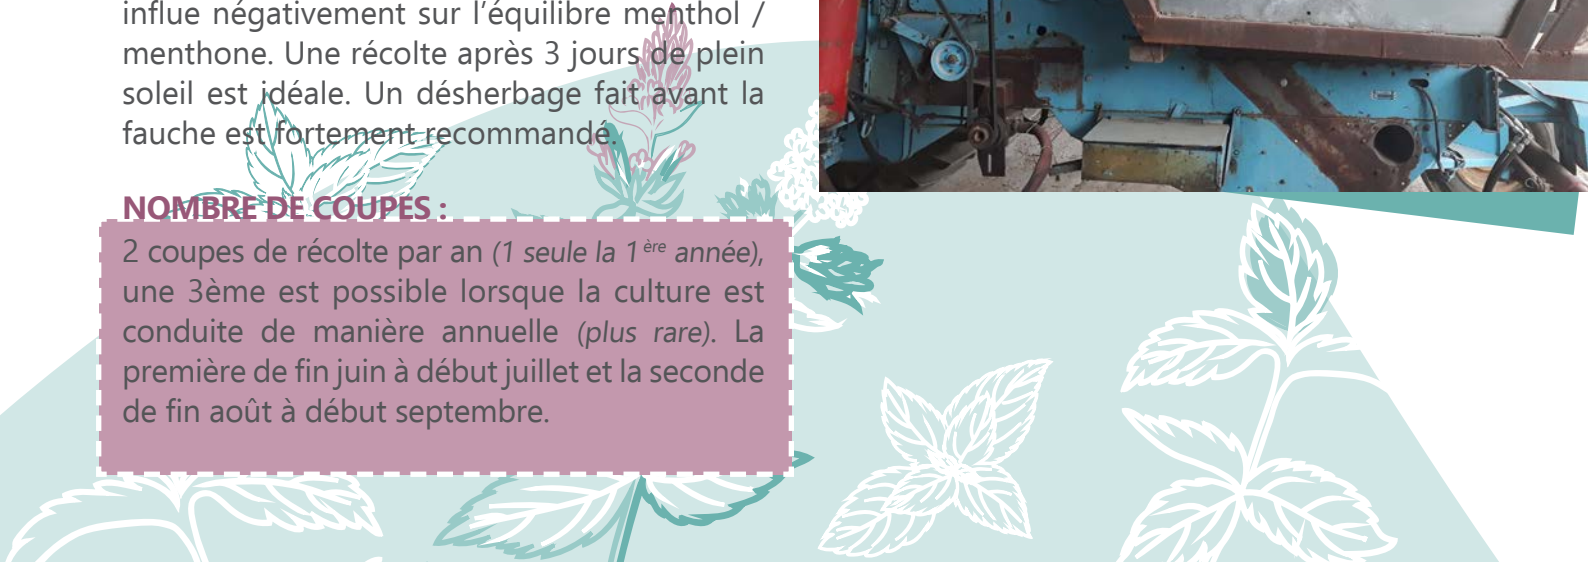 influe négativement sur l'équilibre menthol /
menthone. Une récolte après 3 jours de plein
soleil est idéale. Un désherbage fait avant la
fauche est fortement recommandé.
NOMBRE DE COUPES :
2 coupes de récolte par an (1 seule la 1ère année),
une 3ème est possible lorsque la culture est
conduite de manière annuelle (plus rare). La
première de fin juin à début juillet et la seconde
de fin août à début septembre.